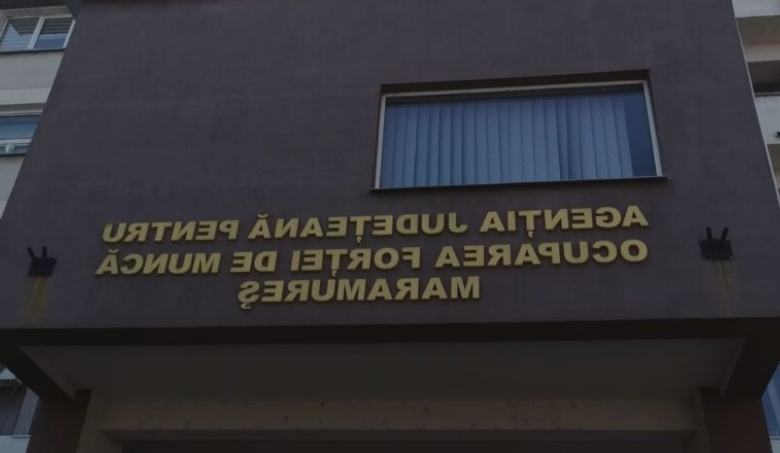 AGENȚIA JUDEȚEANĂ PENTRU
OCUPAREA FORȚEI DE MUNCĂ
MARAMUREȘ